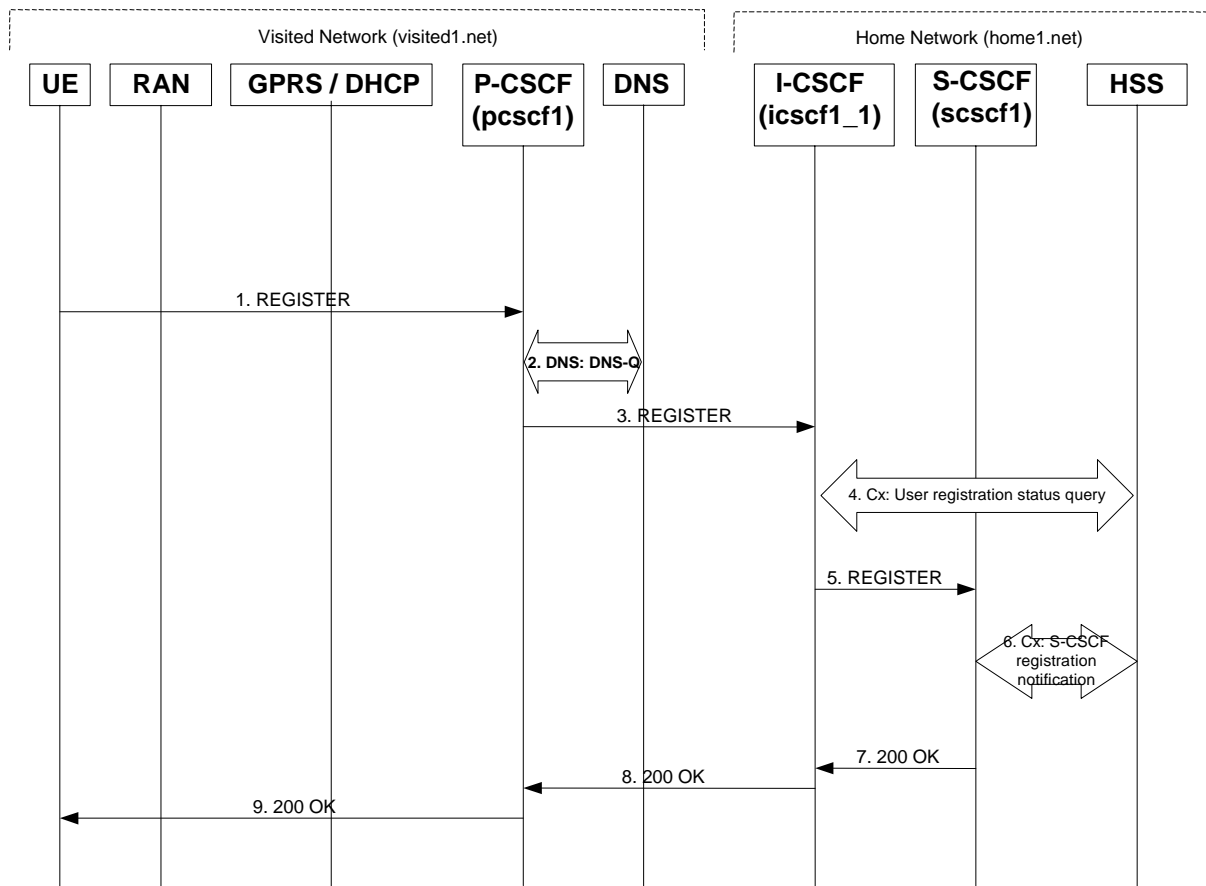 Visited Network (visited1.net)
Home Network (home1.net)
UE
RAN
GPRS / DHCP
P-CSCF
(pcscf1)
DNS
I-CSCF
(icscf1_1)
S-CSCF
(scscf1)
HSS
1. REGISTER
2. DNS: DNS-Q
3. REGISTER
4. Cx: User registration status query
5. REGISTER
6. Cx: S-CSCF
registration
notification
7. 200 OK
8. 200 OK
9. 200 OK